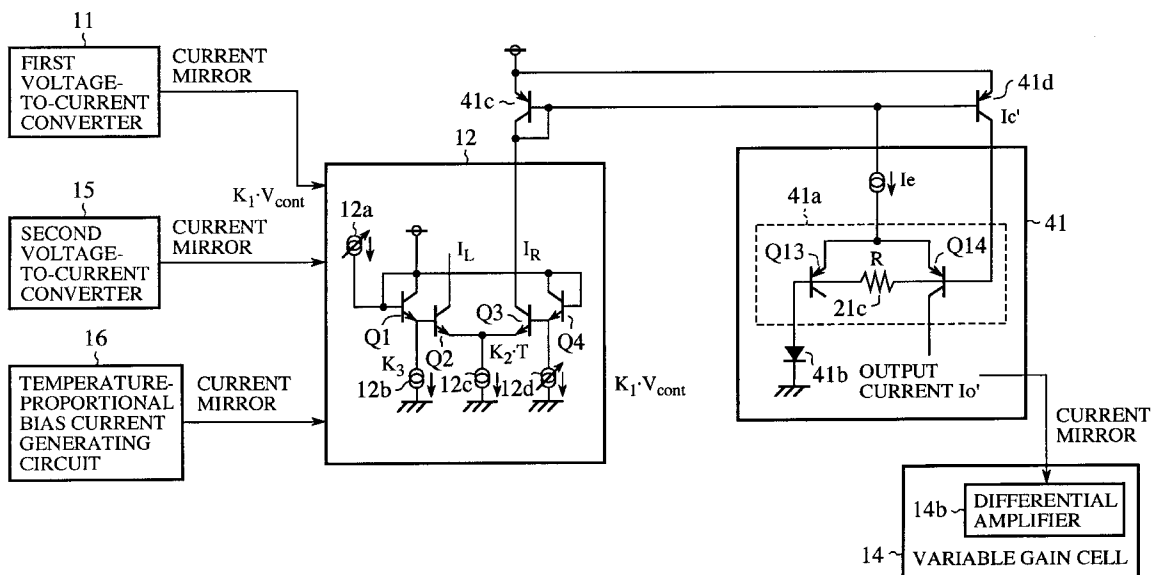 11
FIRST
VOLTAGE-
TO-CURRENT
CONVERTER
CURRENT
MIRROR
K1·Vcont
15
SECOND
VOLTAGE-
TO-CURRENT
CONVERTER
CURRENT
MIRROR
16
TEMPERATURE-
PROPORTIONAL
BIAS CURRENT
GENERATING
CIRCUIT
CURRENT
MIRROR
12
12a
IL
IR
Q1
Q2
Q3
Q4
K3
K2·T
12b
12c
12d
K1·Vcont
41c
41d
Ic'
Ie
41a
41
Q13
Q14
R
21c
41b
OUTPUT
CURRENT Io'
CURRENT
MIRROR
14b
DIFFERENTIAL
AMPLIFIER
14
VARIABLE GAIN CELL